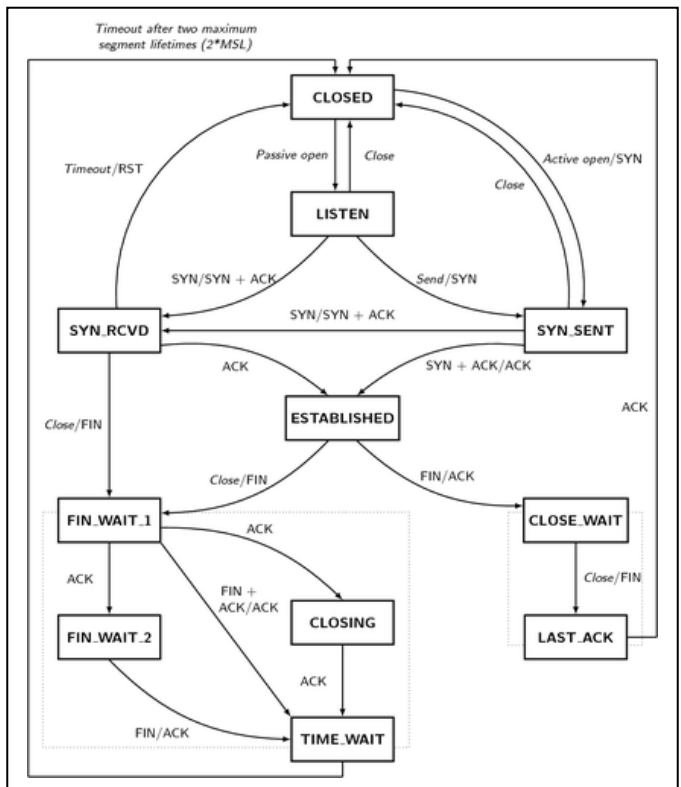 Timeout after two maximum
segment lifetimes (2*MSL)
CLOSED
Passive open
Close
Timeout/RST
Active open/SYN
Close
LISTEN
SYN/SYN + ACK
Send/SYN
SYN/SYN + ACK
SYN_RCVD
SYN_SENT
ACK
SYN + ACK/ACK
ESTABLISHED
ACK
Close/FIN
Close/FIN
FIN/ACK
FIN_WAIT_1
CLOSE_WAIT
ACK
ACK
FIN +
ACK/ACK
Close/FIN
CLOSING
FIN_WAIT_2
LAST_ACK
ACK
FIN/ACK
TIME_WAIT